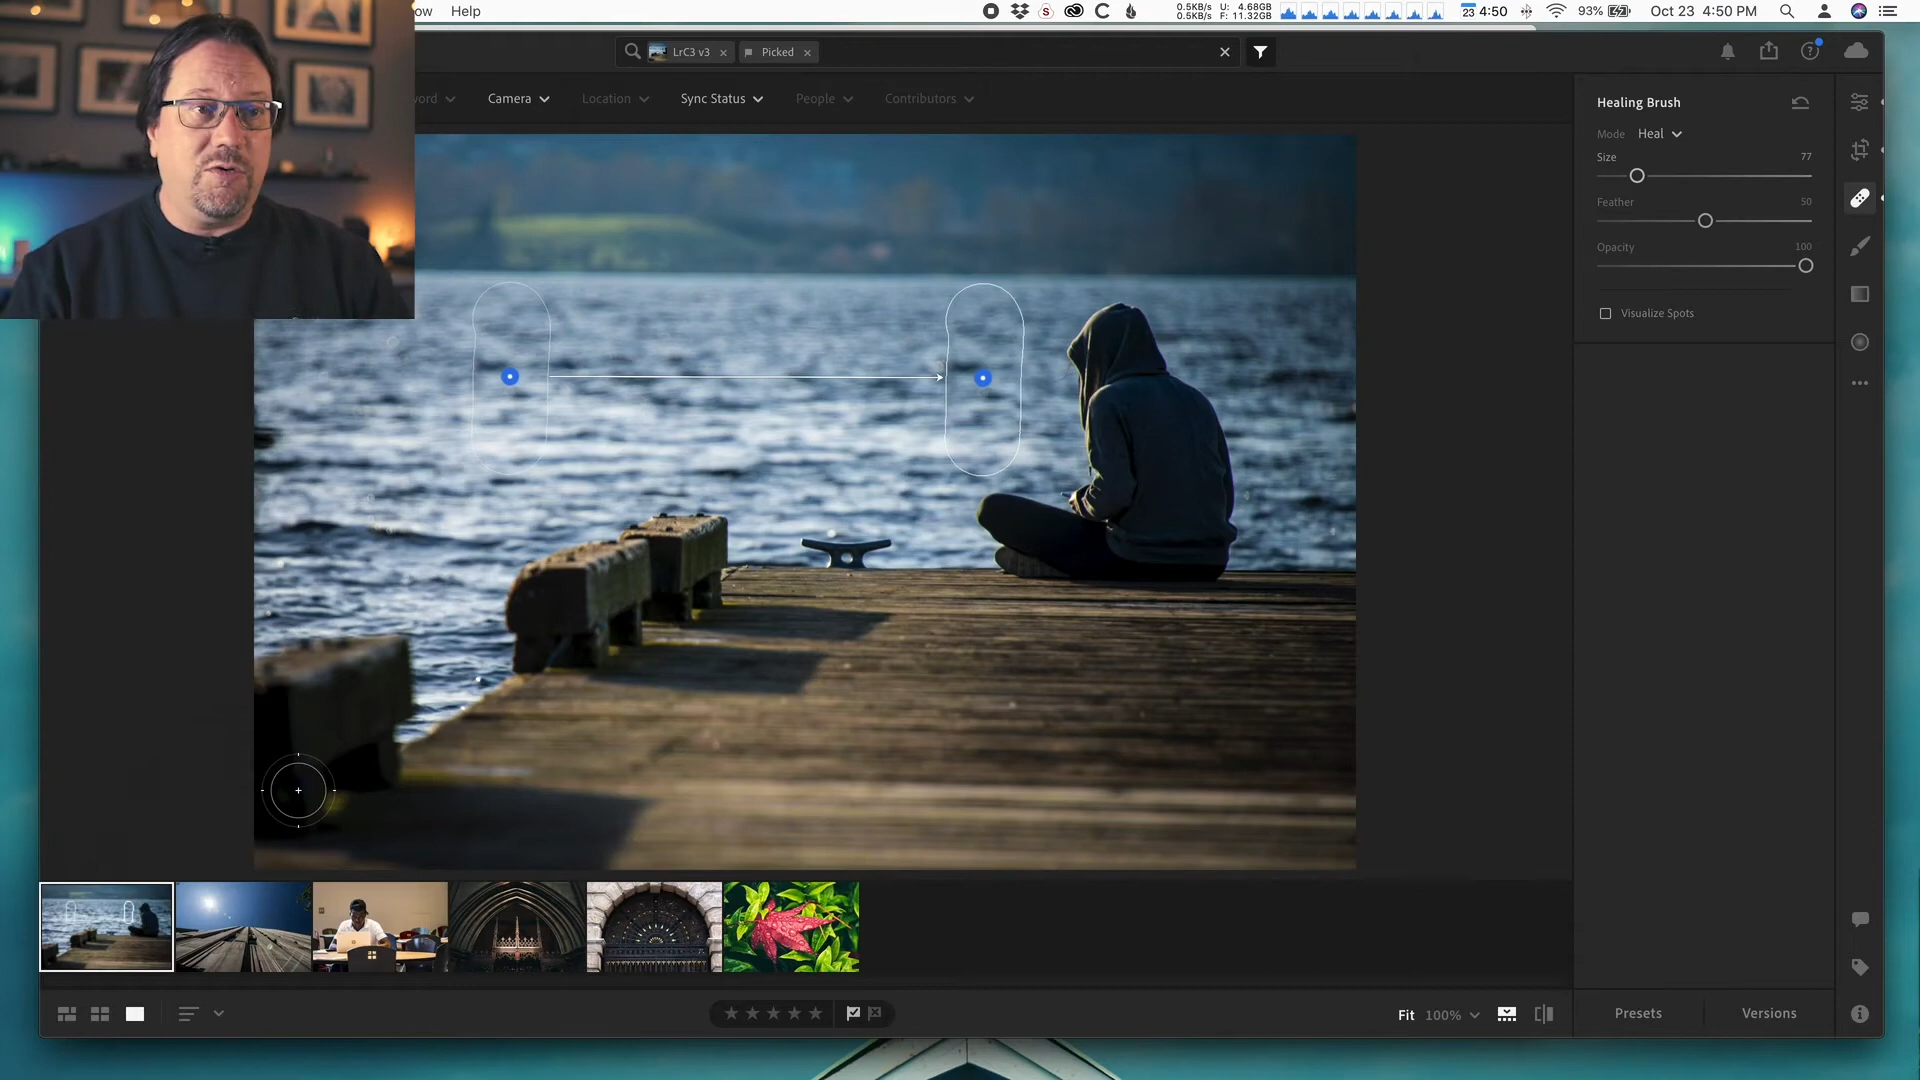 ow Help
0.5KB/s U: 4.68GB
0.5KB/s F: 11.32GB
23 4:50
93%
Oct 23 4:50 PM
LrC3 v3
Picked
ord Camera Location Sync Status People Contributors
Healing Brush
Mode Heal
Size 77
Feather 50
Opacity 100
Visualize Spots
Fit 100%
Presets Versions